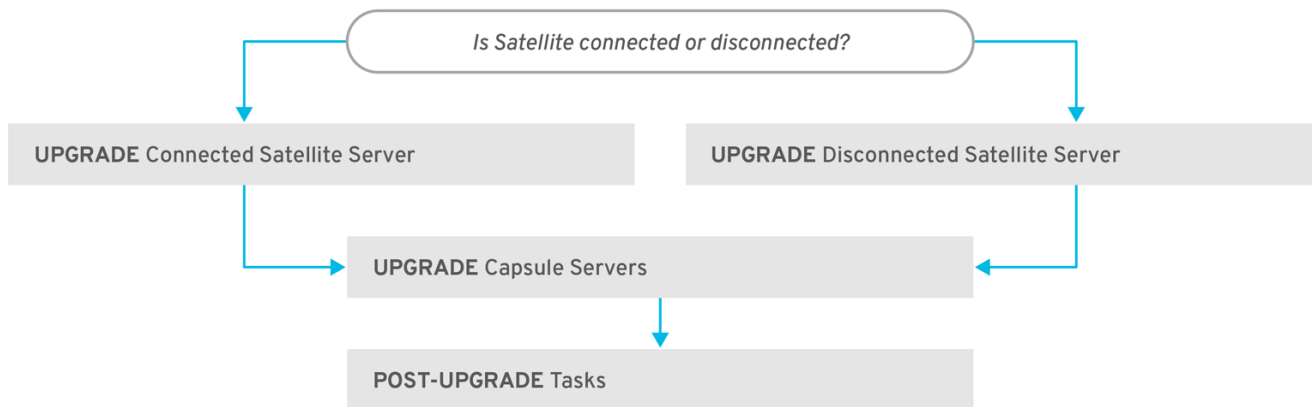 Is Satellite connected or disconnected?
UPGRADE Connected Satellite Server
UPGRADE Disconnected Satellite Server
UPGRADE Capsule Servers
POST-UPGRADE Tasks